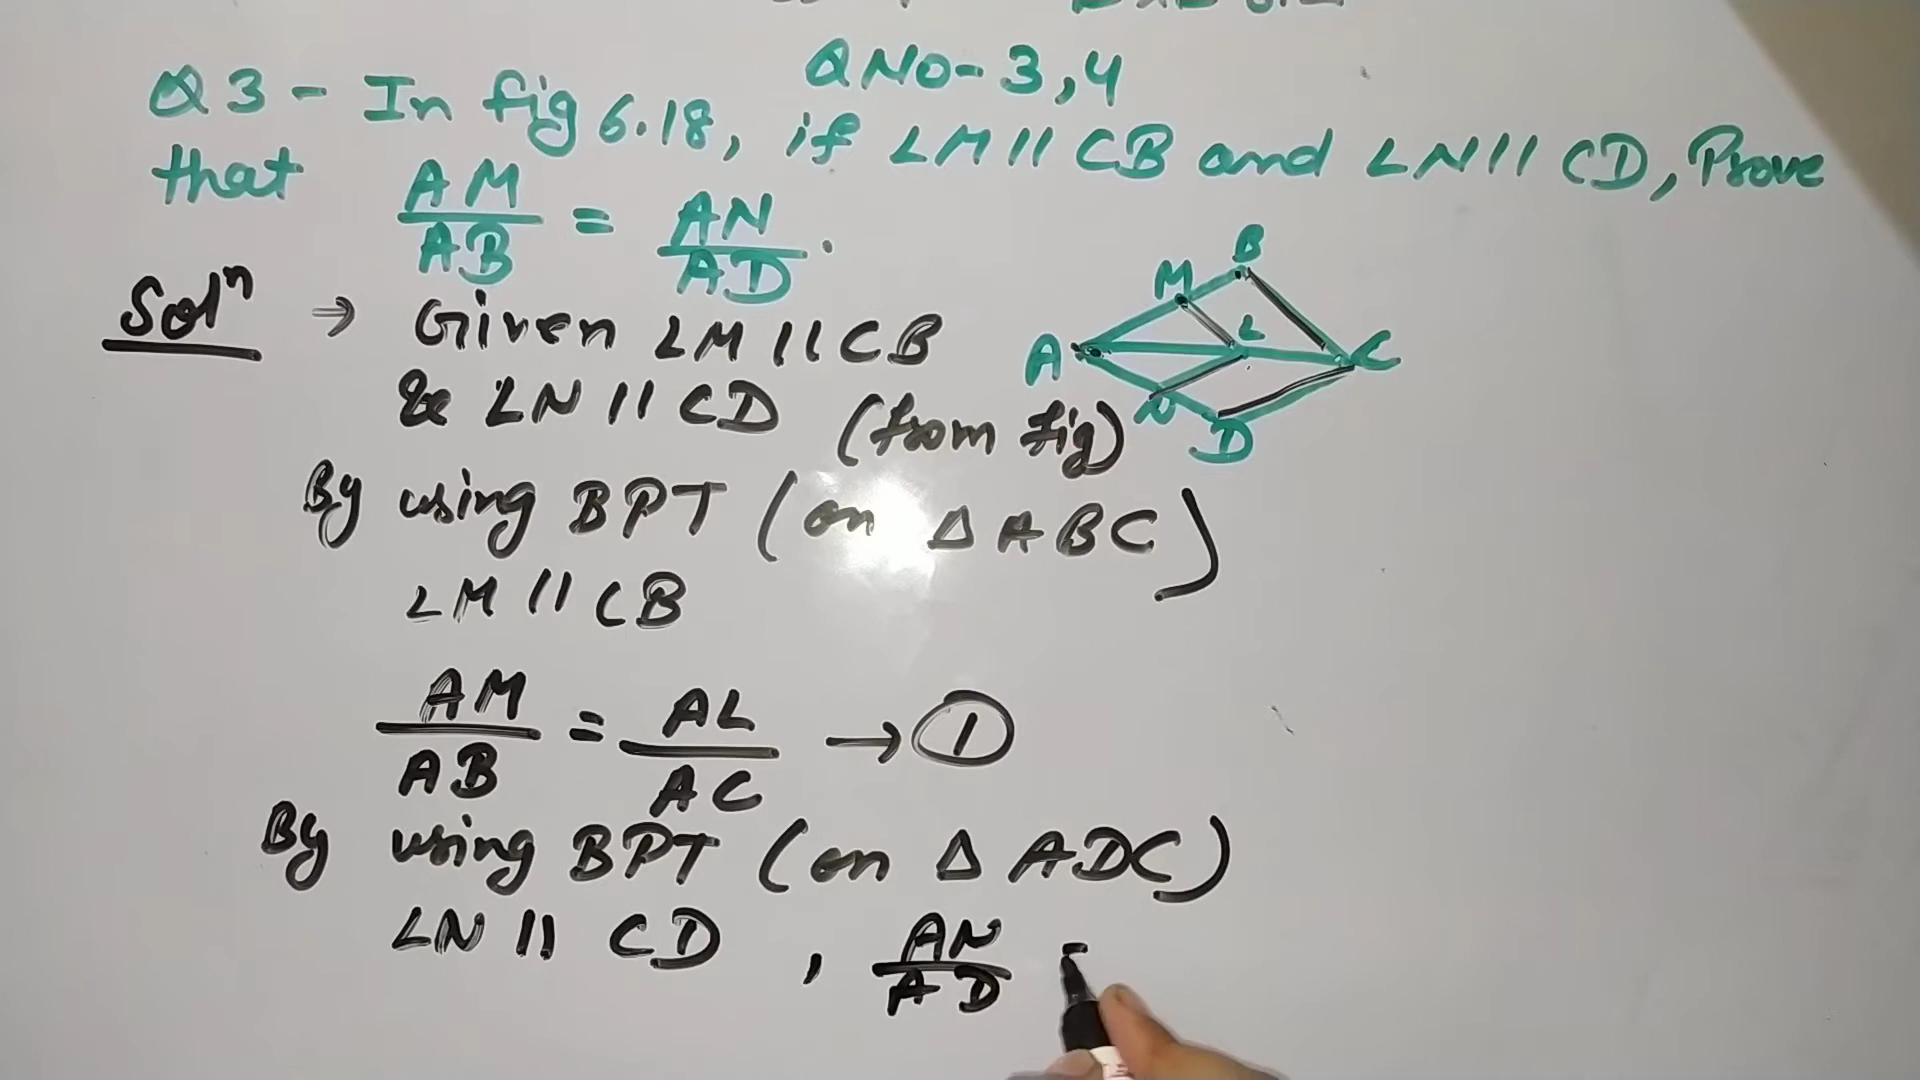 QNO-3,4
Q3- In fig 6.18, if LM || CB and LN || CD, Prove
that AM/AB = AN/AD.
Solⁿ → Given LM || CB
& LN || CD (from fig)
B
M
L
A
C
N
D
By using BPT (on Δ ABC)
LM || CB
AM/AB = AL/AC → ①
By using BPT (on Δ ADC)
LN || CD , AN/AD